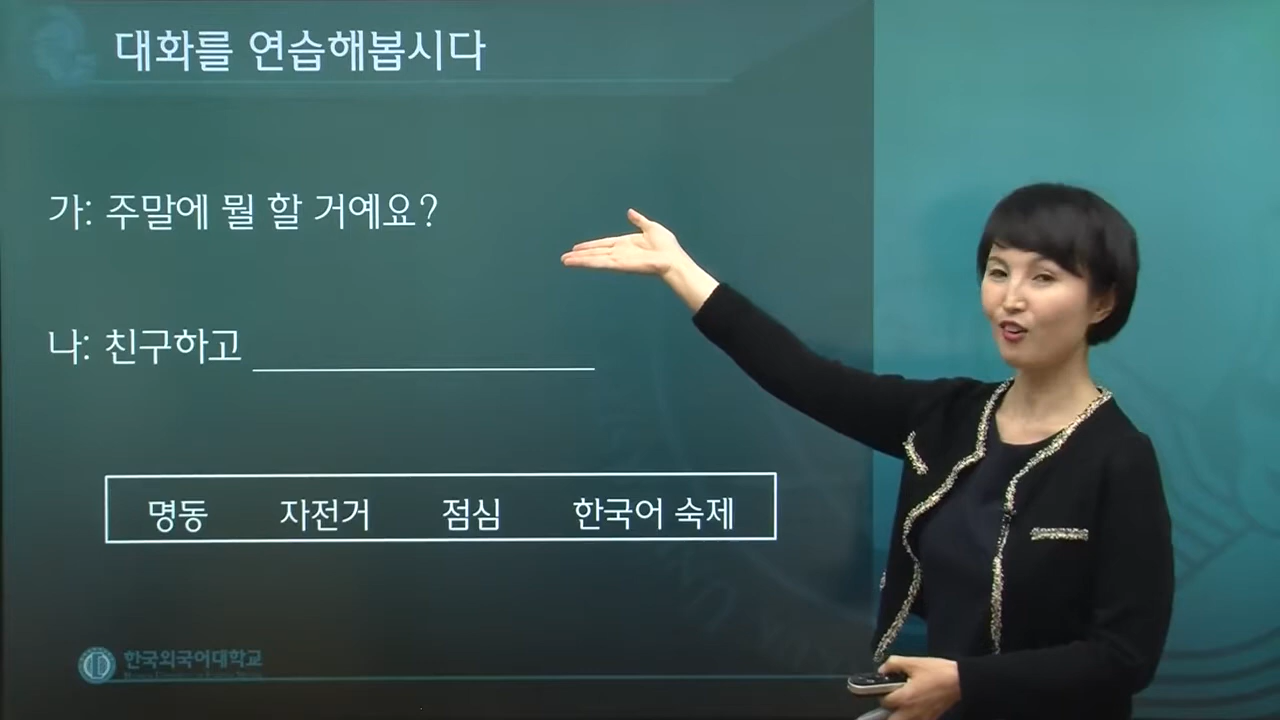 대화를 연습해봅시다
가: 주말에 뭘 할 거예요?
나: 친구하고
명동 자전거 점심 한국어 숙제
한국외국어대학교